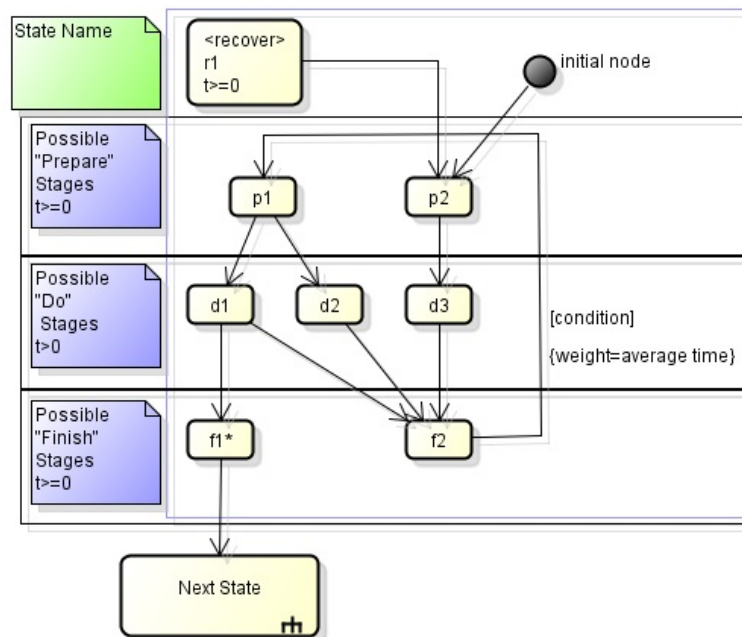 State Name
<recover>
r1
t>=0
initial node
Possible
"Prepare"
Stages
t>=0
p1
p2
Possible
"Do"
Stages
t>0
d1
d2
d3
[condition]
{weight=average time}
Possible
"Finish"
Stages
t>=0
f1*
f2
Next State